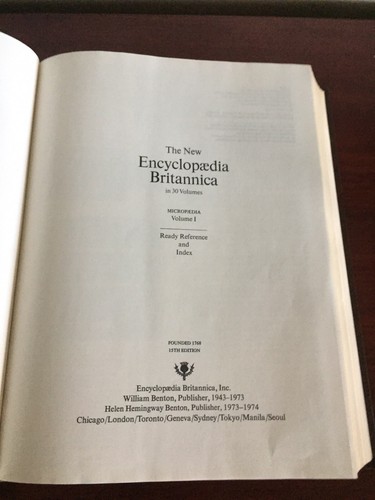 The New
Encyclopædia
Britannica
in 30 Volumes
MICROPÆDIA
Volume I
Ready Reference
and
Index
FOUNDED 1768
15TH EDITION
Encyclopædia Britannica, Inc.
William Benton, Publisher, 1943–1973
Helen Hemingway Benton, Publisher, 1973–1974
Chicago/London/Toronto/Geneva/Sydney/Tokyo/Manila/Seoul